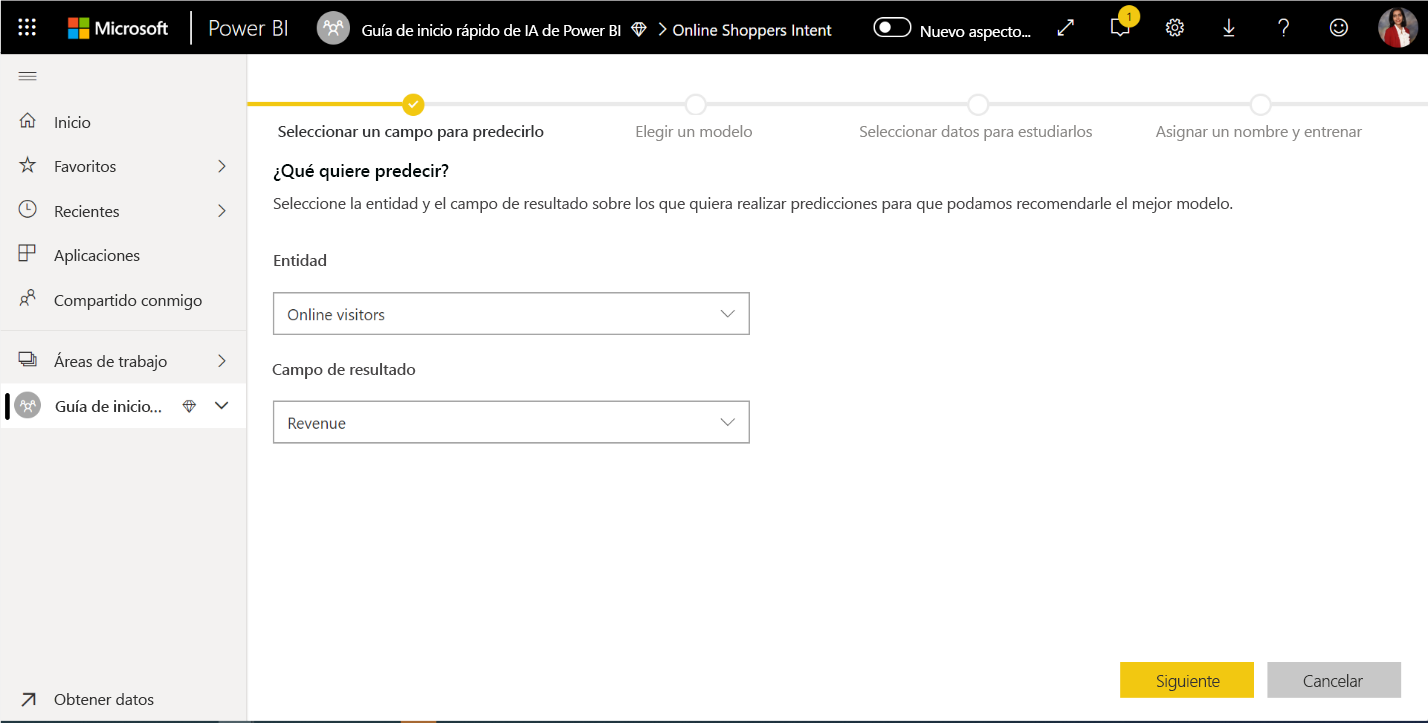 Microsoft Power BI Guía de inicio rápido de IA de Power BI > Online Shoppers Intent Nuevo aspecto... 1 ?
Inicio
Favoritos
Recientes
Aplicaciones
Compartido conmigo
Áreas de trabajo
Guía de inicio...
Obtener datos
Seleccionar un campo para predecirlo Elegir un modelo Seleccionar datos para estudiarlos Asignar un nombre y entrenar
¿Qué quiere predecir?
Seleccione la entidad y el campo de resultado sobre los que quiera realizar predicciones para que podamos recomendarle el mejor modelo.
Entidad
Online visitors
Campo de resultado
Revenue
Siguiente Cancelar